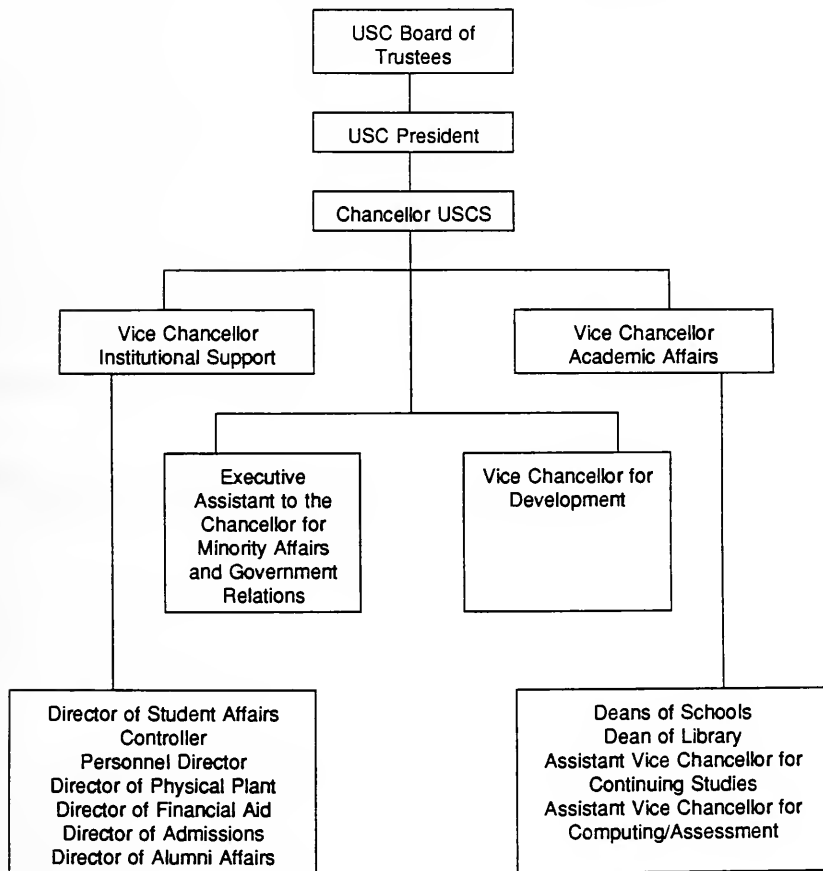 USC Board of
Trustees
USC President
Chancellor USCS
Vice Chancellor
Institutional Support
Vice Chancellor
Academic Affairs
Executive
Assistant to the
Chancellor for
Minority Affairs
and Government
Relations
Vice Chancellor for
Development
Director of Student Affairs
Controller
Personnel Director
Director of Physical Plant
Director of Financial Aid
Director of Admissions
Director of Alumni Affairs
Deans of Schools
Dean of Library
Assistant Vice Chancellor for
Continuing Studies
Assistant Vice Chancellor for
Computing/Assessment